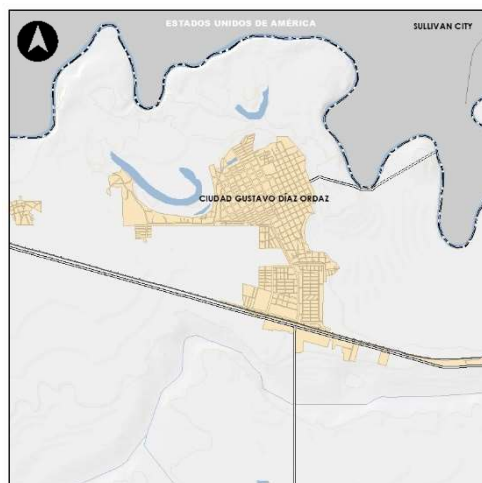 ESTADOS UNIDOS DE AMÉRICA
SULLIVAN CITY
CIUDAD GUSTAVO DÍAZ ORDAZ